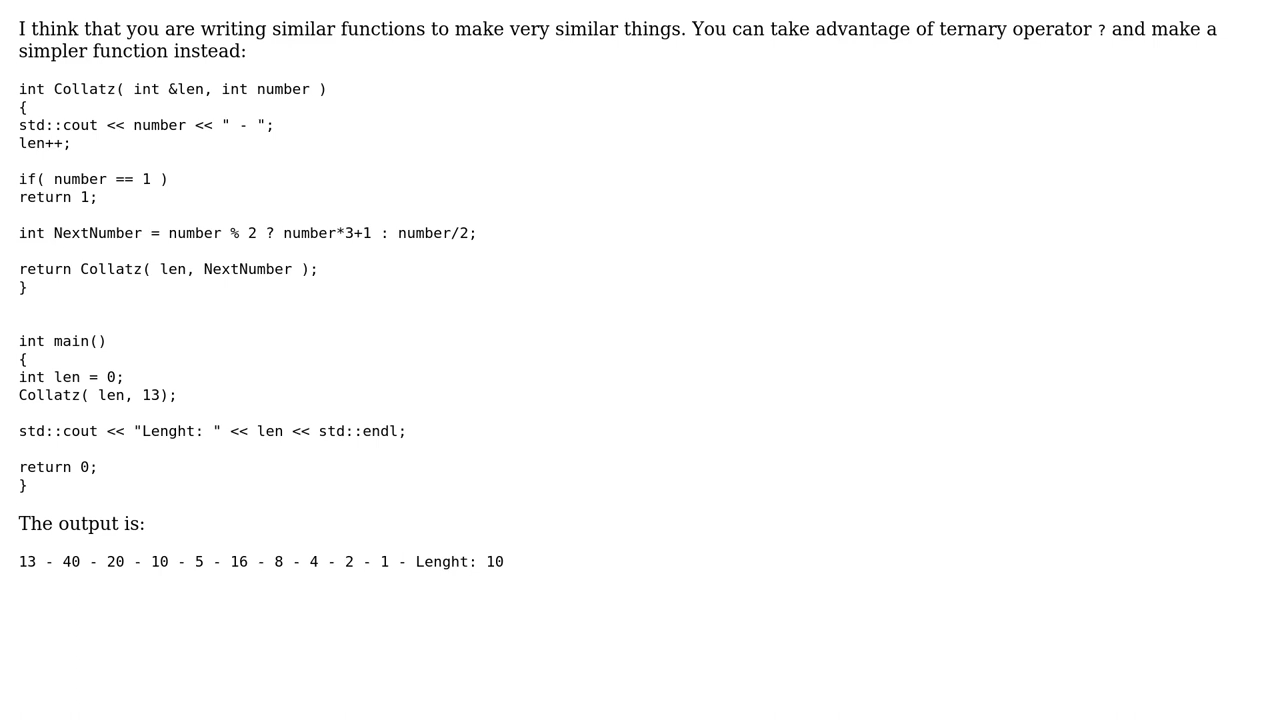 I think that you are writing similar functions to make very similar things. You can take advantage of ternary operator ? and make a
simpler function instead:
int Collatz( int &len, int number )
{
std::cout << number << " - ";
len++;
if( number == 1 )
return 1;
int NextNumber = number % 2 ? number*3+1 : number/2;
return Collatz( len, NextNumber );
}
int main()
{
int len = 0;
Collatz( len, 13);
std::cout << "Lenght: " << len << std::endl;
return 0;
}
The output is:
13 - 40 - 20 - 10 - 5 - 16 - 8 - 4 - 2 - 1 - Lenght: 10